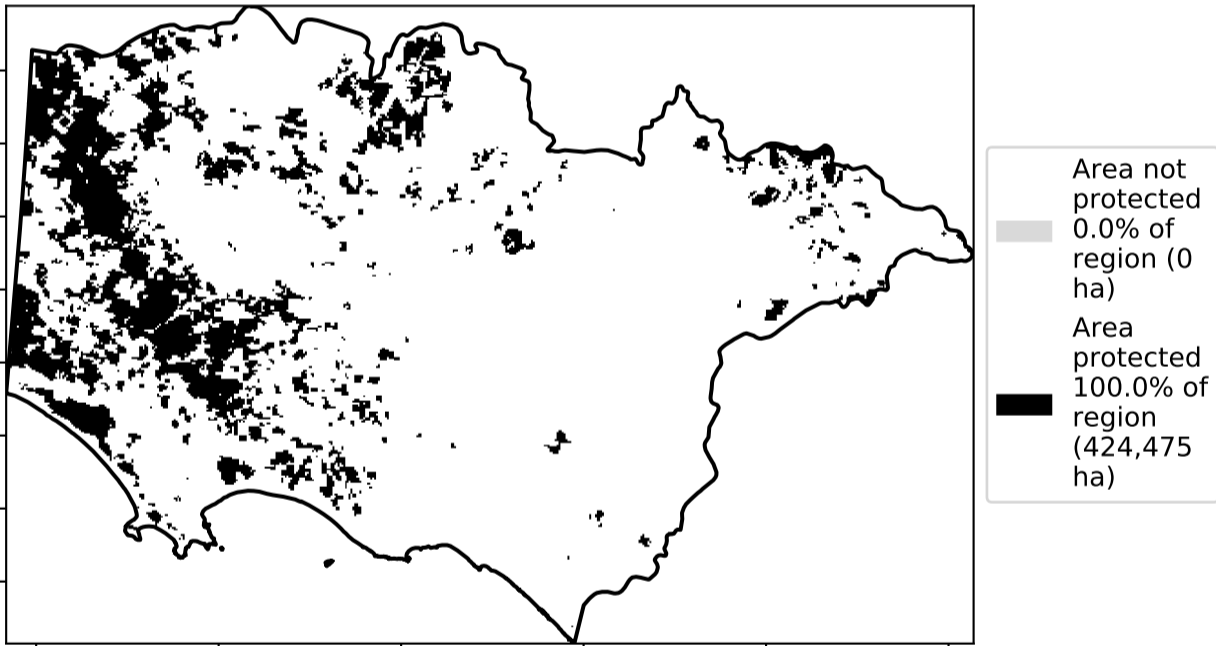 Area not
protected
0.0% of
region (0
ha)
Area
protected
100.0% of
region
(424,475
ha)